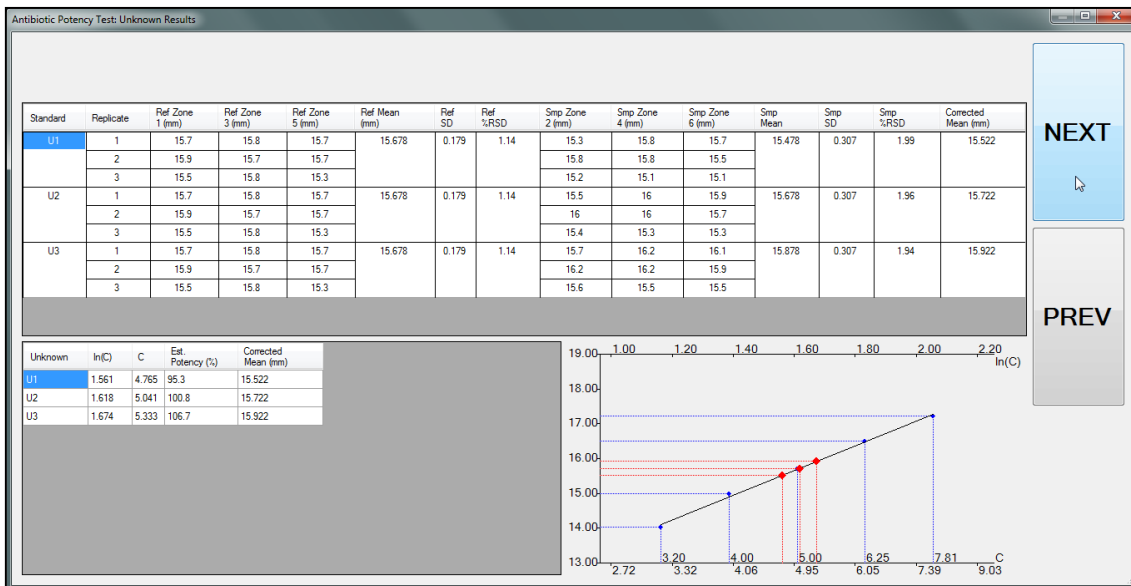 Antibiotic Potency Test: Unknown Results
Standard Replicate Ref Zone 1 (mm) Ref Zone 3 (mm) Ref Zone 5 (mm) Ref Mean (mm) Ref SD Ref %RSD Smp Zone 2 (mm) Smp Zone 4 (mm) Smp Zone 6 (mm) Smp Mean Smp SD Smp %RSD Corrected Mean (mm)
U1 1 15.7 15.8 15.7 15.678 0.179 1.14 15.3 15.8 15.7 15.478 0.307 1.99 15.522
2 15.9 15.7 15.7 15.8 15.8 15.5
3 15.5 15.8 15.3 15.2 15.1 15.1
U2 1 15.7 15.8 15.7 15.678 0.179 1.14 15.5 16 15.9 15.678 0.307 1.96 15.722
2 15.9 15.7 15.7 16 16 15.7
3 15.5 15.8 15.3 15.4 15.3 15.3
U3 1 15.7 15.8 15.7 15.678 0.179 1.14 15.7 16.2 16.1 15.878 0.307 1.94 15.922
2 15.9 15.7 15.7 16.2 16.2 15.9
3 15.5 15.8 15.3 15.6 15.5 15.5
NEXT
PREV
Unknown ln(C) C Est. Potency (%) Corrected Mean (mm)
U1 1.561 4.765 95.3 15.522
U2 1.618 5.041 100.8 15.722
U3 1.674 5.333 106.7 15.922
19.00 1.00 1.20 1.40 1.60 1.80 2.00 2.20
ln(C)
18.00
17.00
16.00
15.00
14.00
13.00
3.20 4.00 5.00 6.25 7.81 C
2.72 3.32 4.06 4.95 6.05 7.39 9.03